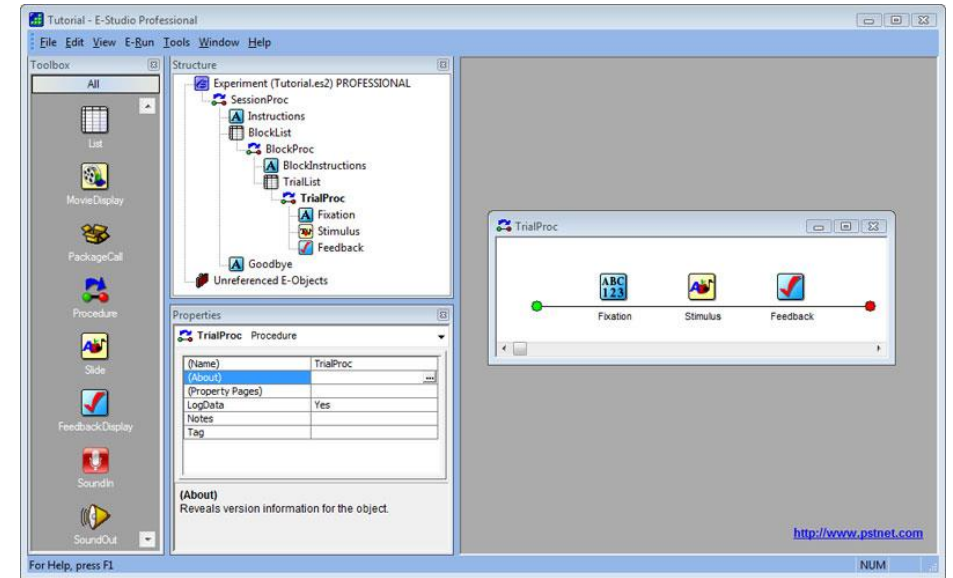 Tutorial - E-Studio Professional
File Edit View E-Run Tools Window Help
Toolbox
All
List
MovieDisplay
PackageCall
Procedure
Slide
FeedbackDisplay
SoundIn
SoundOut
Structure
Experiment (Tutorial.es2) PROFESSIONAL
SessionProc
Instructions
BlockList
BlockProc
BlockInstructions
TrialList
TrialProc
Fixation
Stimulus
Feedback
Goodbye
Unreferenced E-Objects
Properties
TrialProc Procedure
(Name) TrialProc
(About) ...
(Property Pages)
LogData Yes
Notes
Tag
(About)
Reveals version information for the object.
TrialProc
ABC
123
Fixation Stimulus Feedback
http://www.pstnet.com
For Help, press F1 NUM